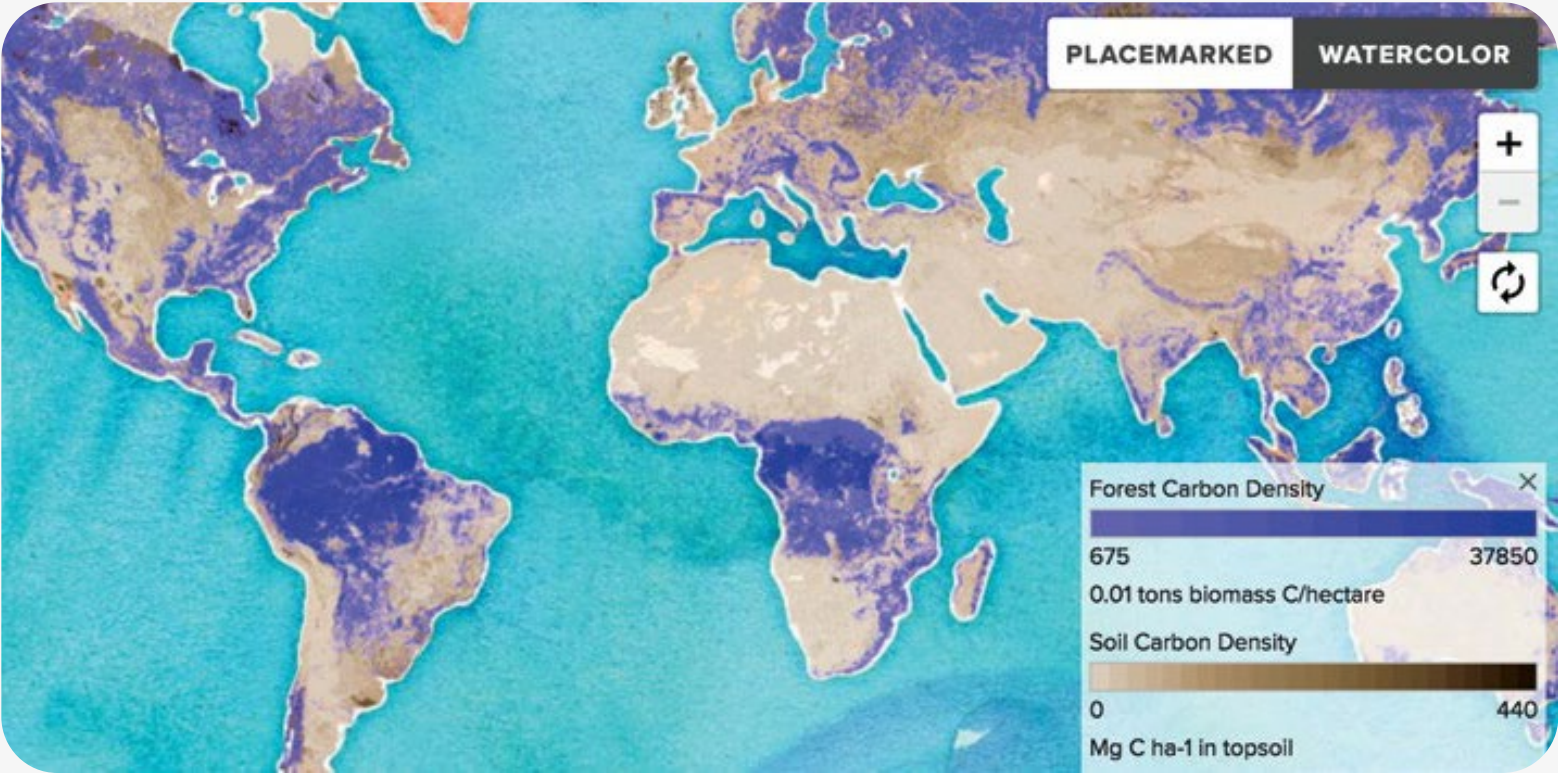 PLACEMARKED WATERCOLOR
+
−
Forest Carbon Density
675 37850
0.01 tons biomass C/hectare
Soil Carbon Density
0 440
Mg C ha-1 in topsoil